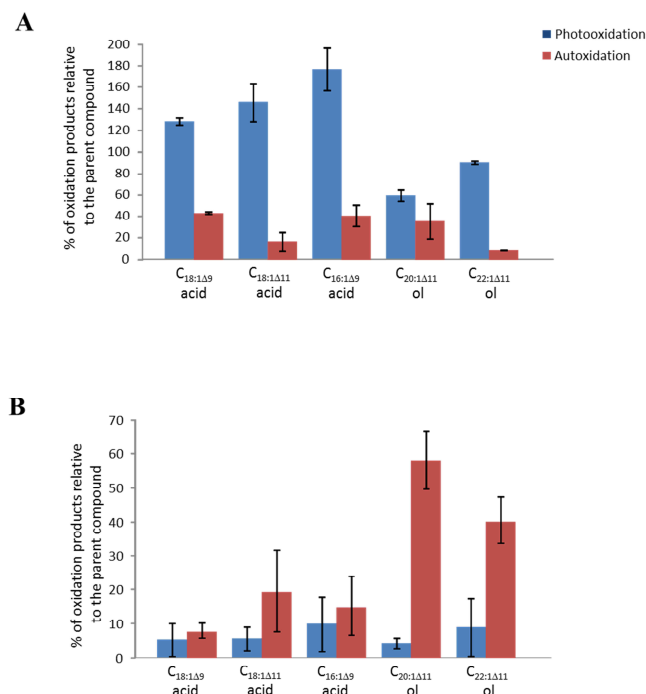 A
Photooxidation
Autoxidation
% of oxidation products relative
to the parent compound
200
180
160
140
120
100
80
60
40
20
0
C18:1Δ9 C18:1Δ11 C16:1Δ9 C20:1Δ11 C22:1Δ11
acid acid acid ol ol
B
% of oxidation products relative
to the parent compound
70
60
50
40
30
20
10
0
C18:1Δ9 C18:1Δ11 C16:1Δ9 C20:1Δ11 C22:1Δ11
acid acid acid ol ol